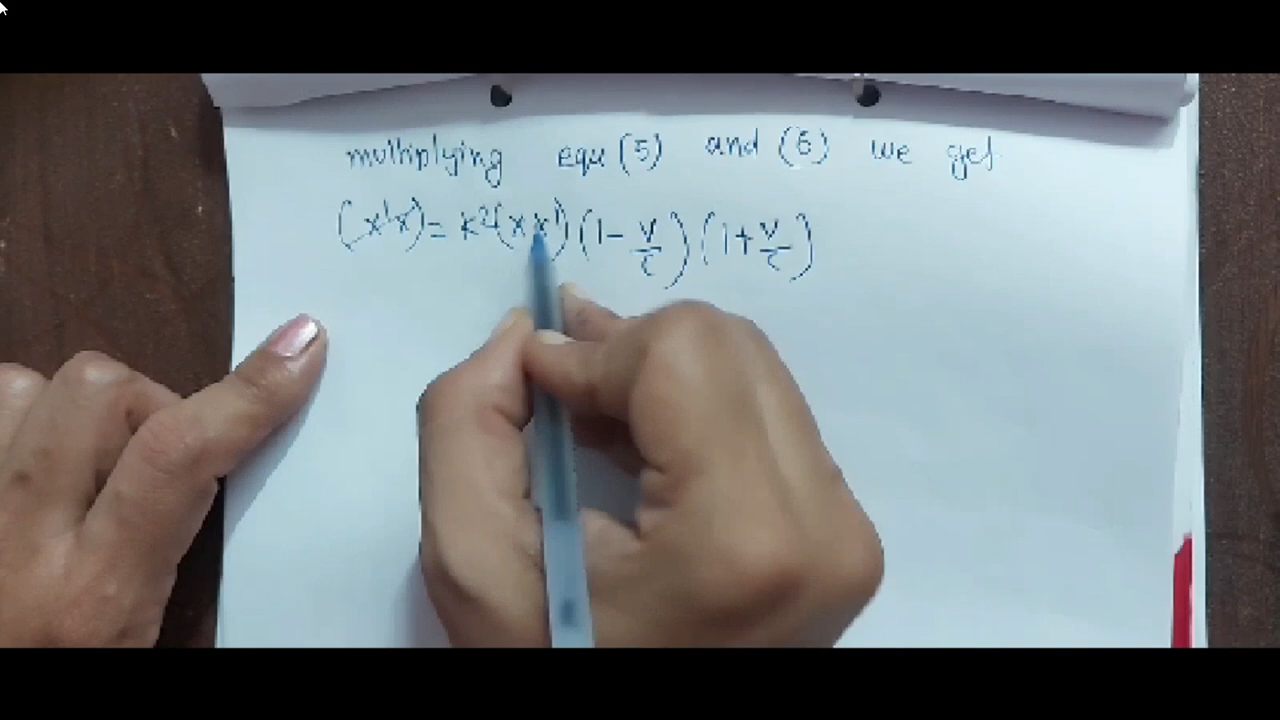 multiplying equ (5) and (6) we get
(x'x) = k²(xx')(1 - v/c)(1 + v/c)